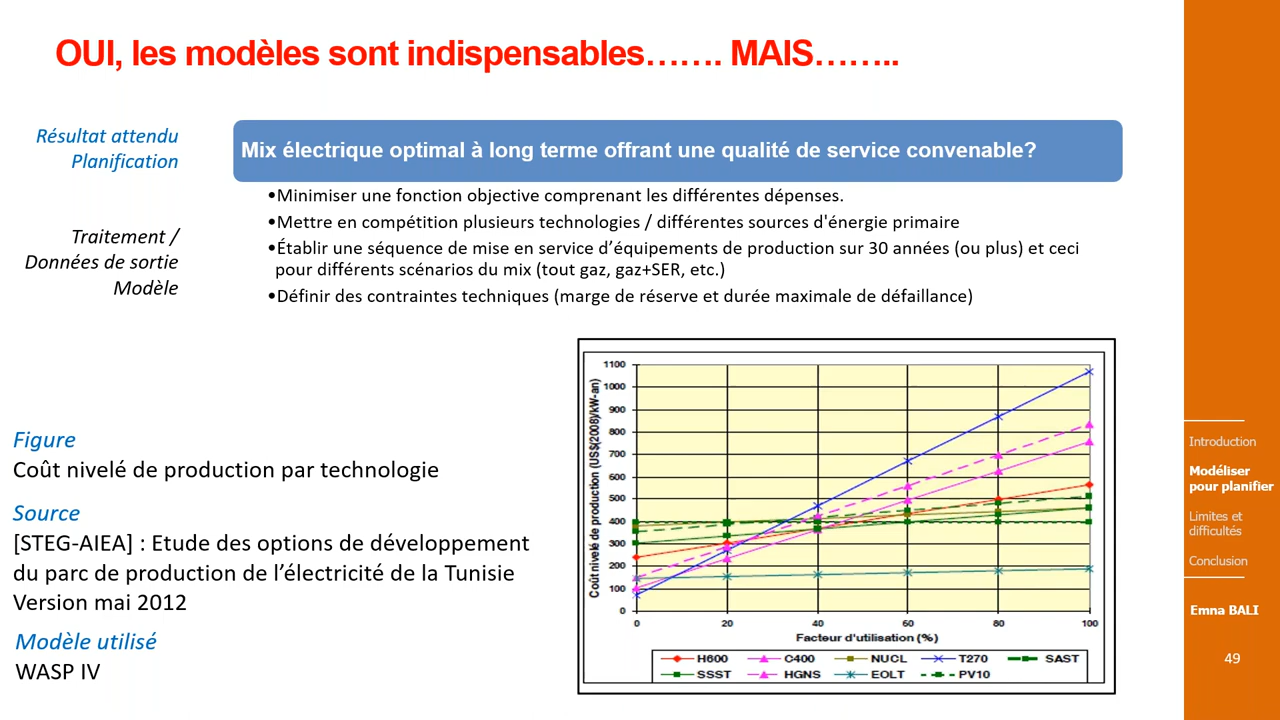 OUI, les modèles sont indispensables……. MAIS……..
Résultat attendu
Planification
Mix électrique optimal à long terme offrant une qualité de service convenable?
Traitement /
Données de sortie
Modèle
•Minimiser une fonction objective comprenant les différentes dépenses.
•Mettre en compétition plusieurs technologies / différentes sources d'énergie primaire
•Établir une séquence de mise en service d’équipements de production sur 30 années (ou plus) et ceci
pour différents scénarios du mix (tout gaz, gaz+SER, etc.)
•Définir des contraintes techniques (marge de réserve et durée maximale de défaillance)
Figure
Coût nivelé de production par technologie
Source
[STEG-AIEA] : Etude des options de développement
du parc de production de l’électricité de la Tunisie
Version mai 2012
Modèle utilisé
WASP IV
Coût nivelé de production (US$(2008)/kW-an)
1100
1000
900
800
700
600
500
400
300
200
100
0
0 20 40 60 80 100
Facteur d'utilisation (%)
H600 C400 NUCL T270 SAST
SSST HGNS EOLT PV10
Introduction
Modéliser
pour planifier
Limites et
difficultés
Conclusion
Emna BALI
49